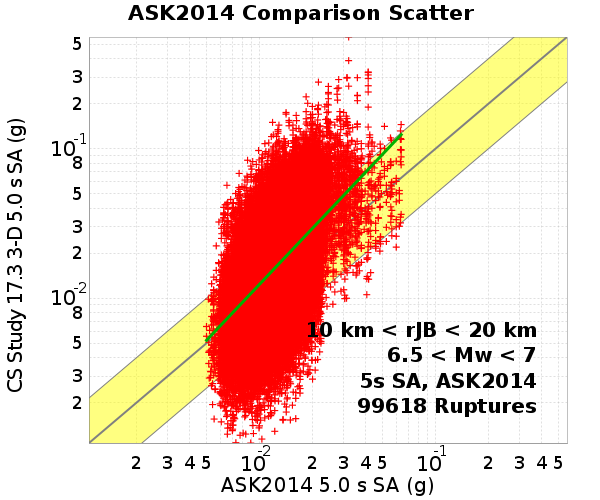 ASK2014 Comparison Scatter
CS Study 17.3 3-D 5.0 s SA (g)
5
3
2
10⁻¹
8
5
3
2
10⁻²
8
5
3
2
10 km < rJB < 20 km
6.5 < Mw < 7
5s SA, ASK2014
99618 Ruptures
2 3 4 5 10⁻² 2 3 4 5 10⁻¹ 2 3 4 5
ASK2014 5.0 s SA (g)